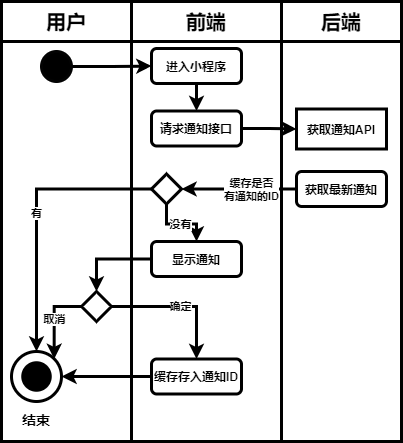 用户
前端
后端
进入小程序
请求通知接口
获取通知API
缓存是否
有通知的ID
获取最新通知
有
没有
显示通知
取消
确定
缓存存入通知ID
结束